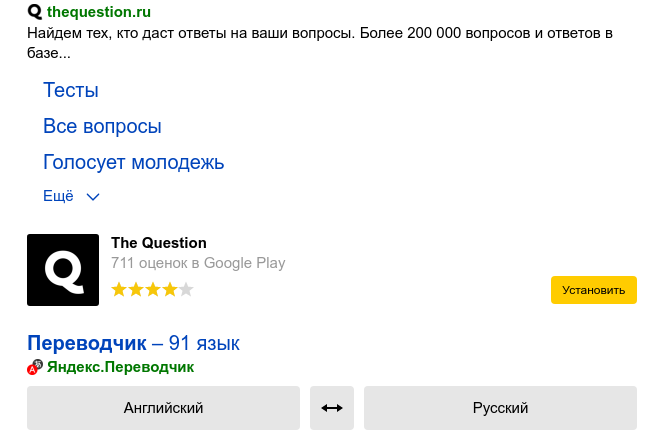 Q thequestion.ru
Найдем тех, кто даст ответы на ваши вопросы. Более 200 000 вопросов и ответов в
базе...
Тесты
Все вопросы
Голосует молодежь
Ещё
The Question
Q
711 оценок в Google Play
Установить
Переводчик – 91 язык
Яндекс.Переводчик
Английский
Русский